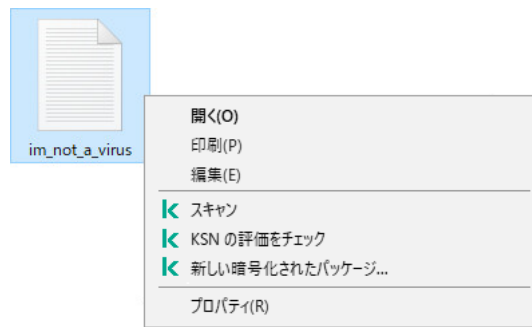 im_not_a_virus
開く(O)
印刷(P)
編集(E)
スキャン
KSN の評価をチェック
新しい暗号化されたパッケージ...
プロパティ(R)